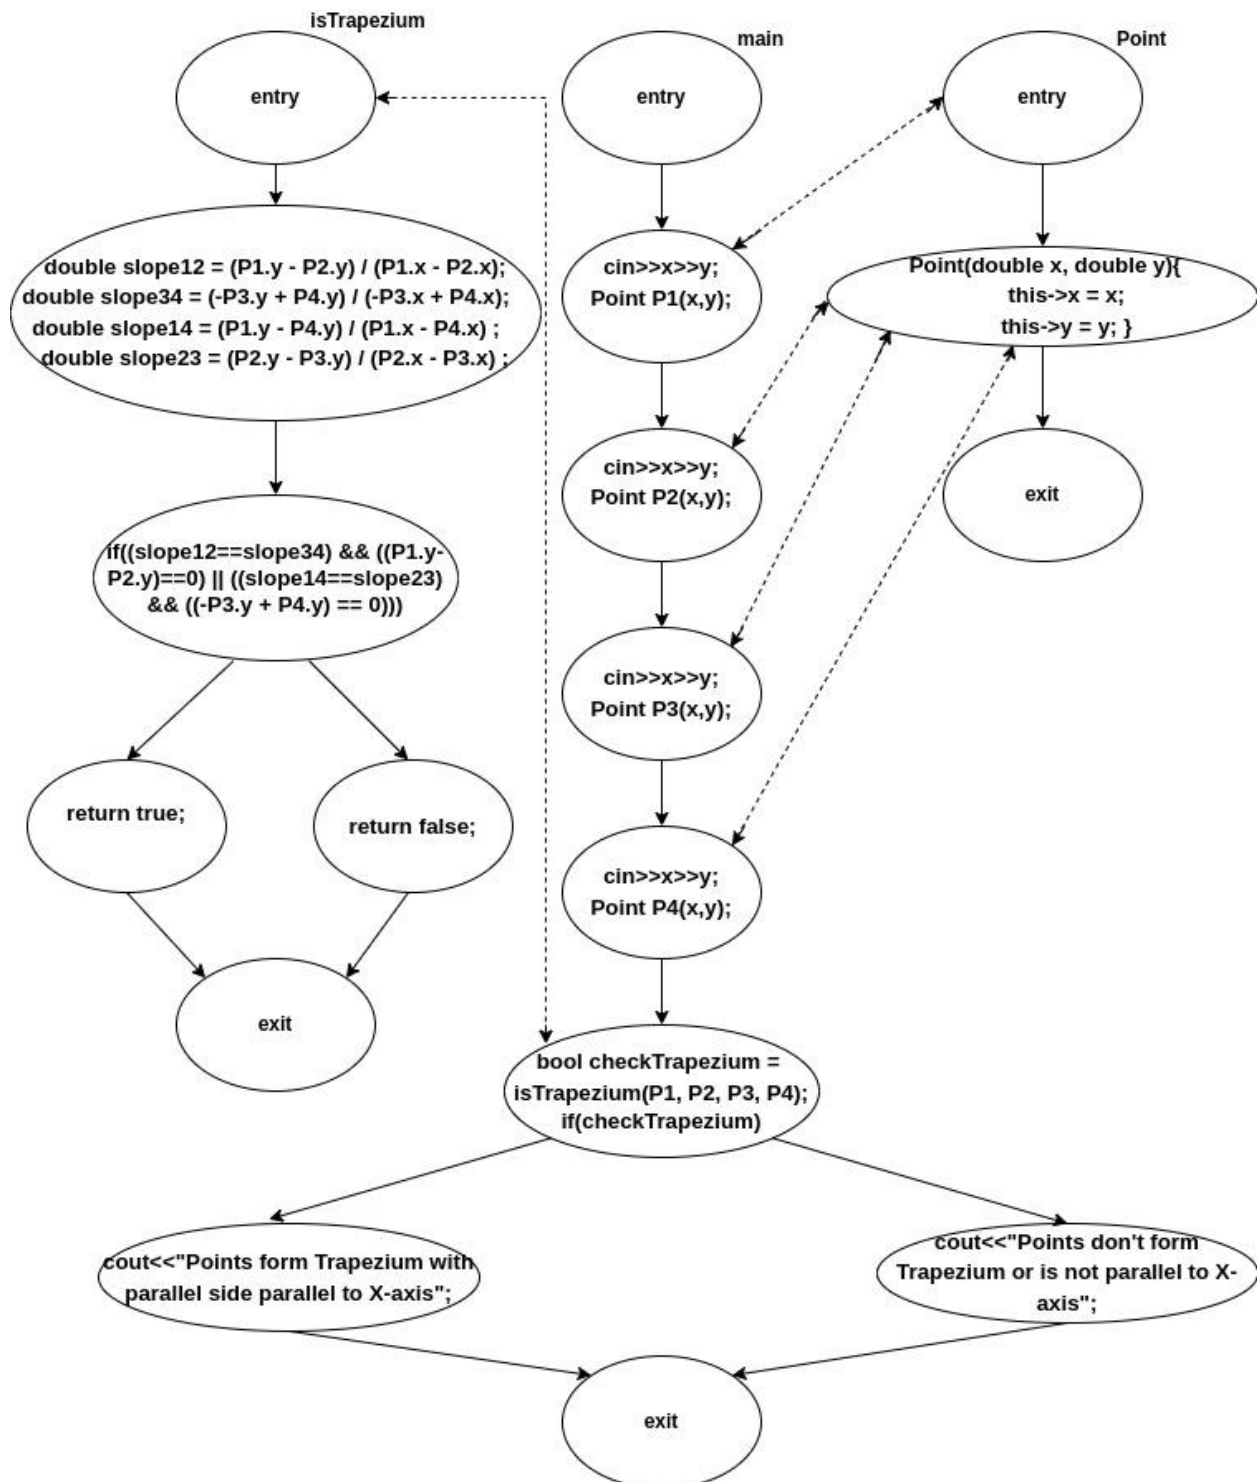 isTrapezium
entry
double slope12 = (P1.y - P2.y) / (P1.x - P2.x);
double slope34 = (-P3.y + P4.y) / (-P3.x + P4.x);
double slope14 = (P1.y - P4.y) / (P1.x - P4.x) ;
double slope23 = (P2.y - P3.y) / (P2.x - P3.x) ;
if((slope12==slope34) && ((P1.y-
P2.y)==0) || ((slope14==slope23)
&& ((-P3.y + P4.y) == 0)))
return true;
return false;
exit
main
entry
cin>>x>>y;
Point P1(x,y);
cin>>x>>y;
Point P2(x,y);
cin>>x>>y;
Point P3(x,y);
cin>>x>>y;
Point P4(x,y);
bool checkTrapezium =
isTrapezium(P1, P2, P3, P4);
if(checkTrapezium)
cout<<"Points form Trapezium with
parallel side parallel to X-axis";
cout<<"Points don't form
Trapezium or is not parallel to X-
axis";
exit
Point
entry
Point(double x, double y){
this->x = x;
this->y = y; }
exit